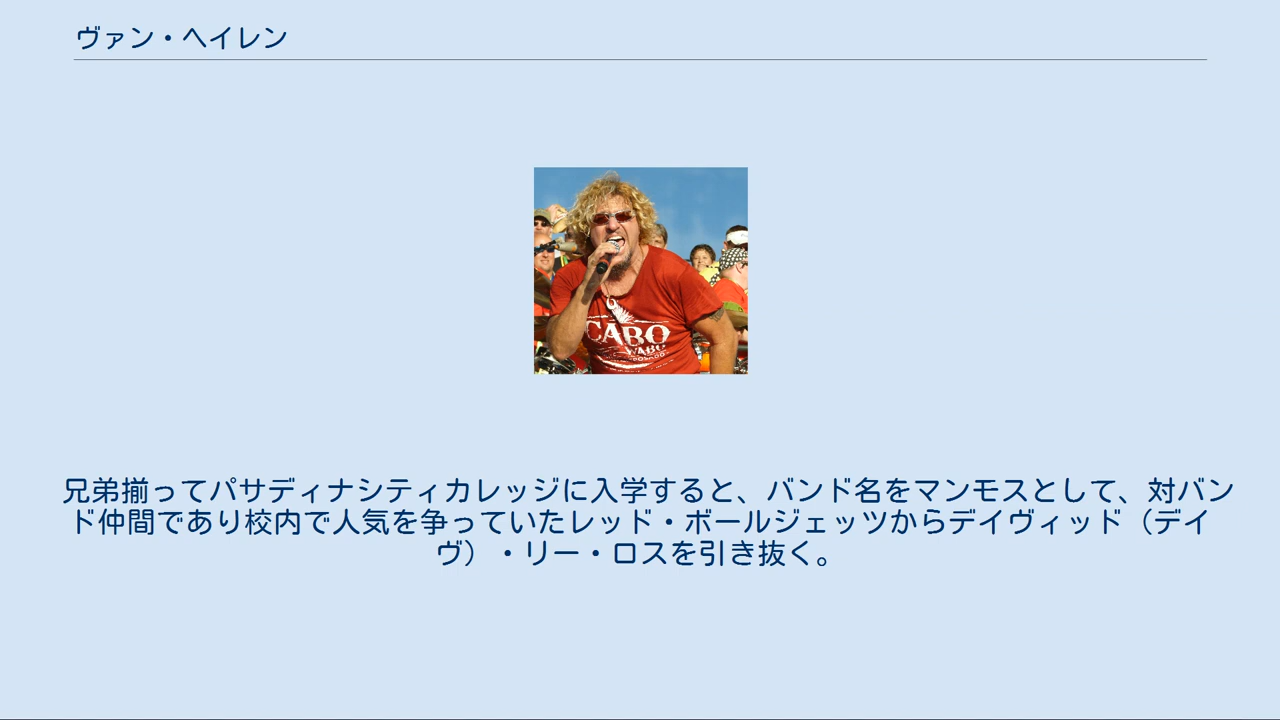 ヴァン・ヘイレン
CABO
WABO
兄弟揃ってパサディナシティカレッジに入学すると、バンド名をマンモスとして、対バン
ド仲間であり校内で人気を争っていたレッド・ボールジェッツからデイヴィッド（デイ
ヴ）・リー・ロスを引き抜く。